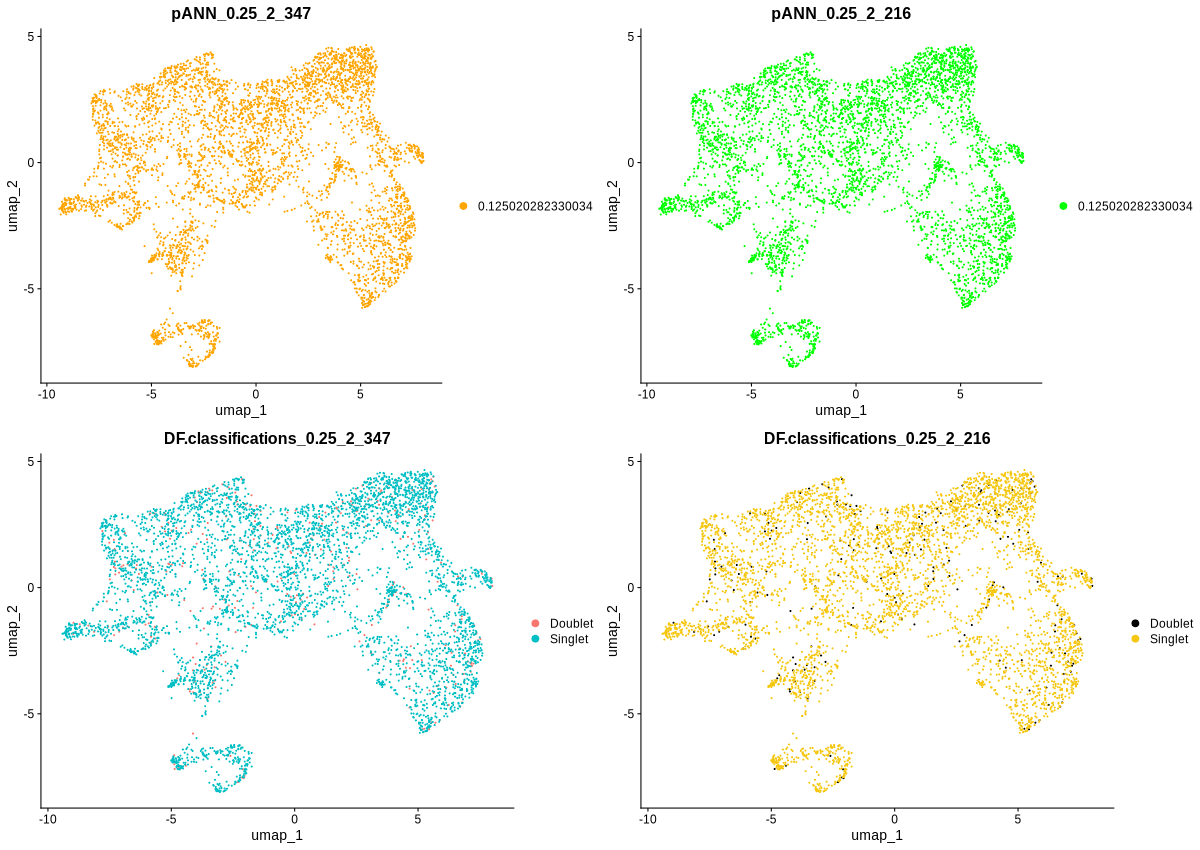 pANN_0.25_2_347
5
0
-5
umap_2
-10
-5
0
5
umap_1
0.125020282330034
pANN_0.25_2_216
5
0
-5
umap_2
-10
-5
0
5
umap_1
0.125020282330034
DF.classifications_0.25_2_347
5
0
-5
umap_2
-10
-5
0
5
umap_1
Doublet
Singlet
DF.classifications_0.25_2_216
5
0
-5
umap_2
-10
-5
0
5
umap_1
Doublet
Singlet